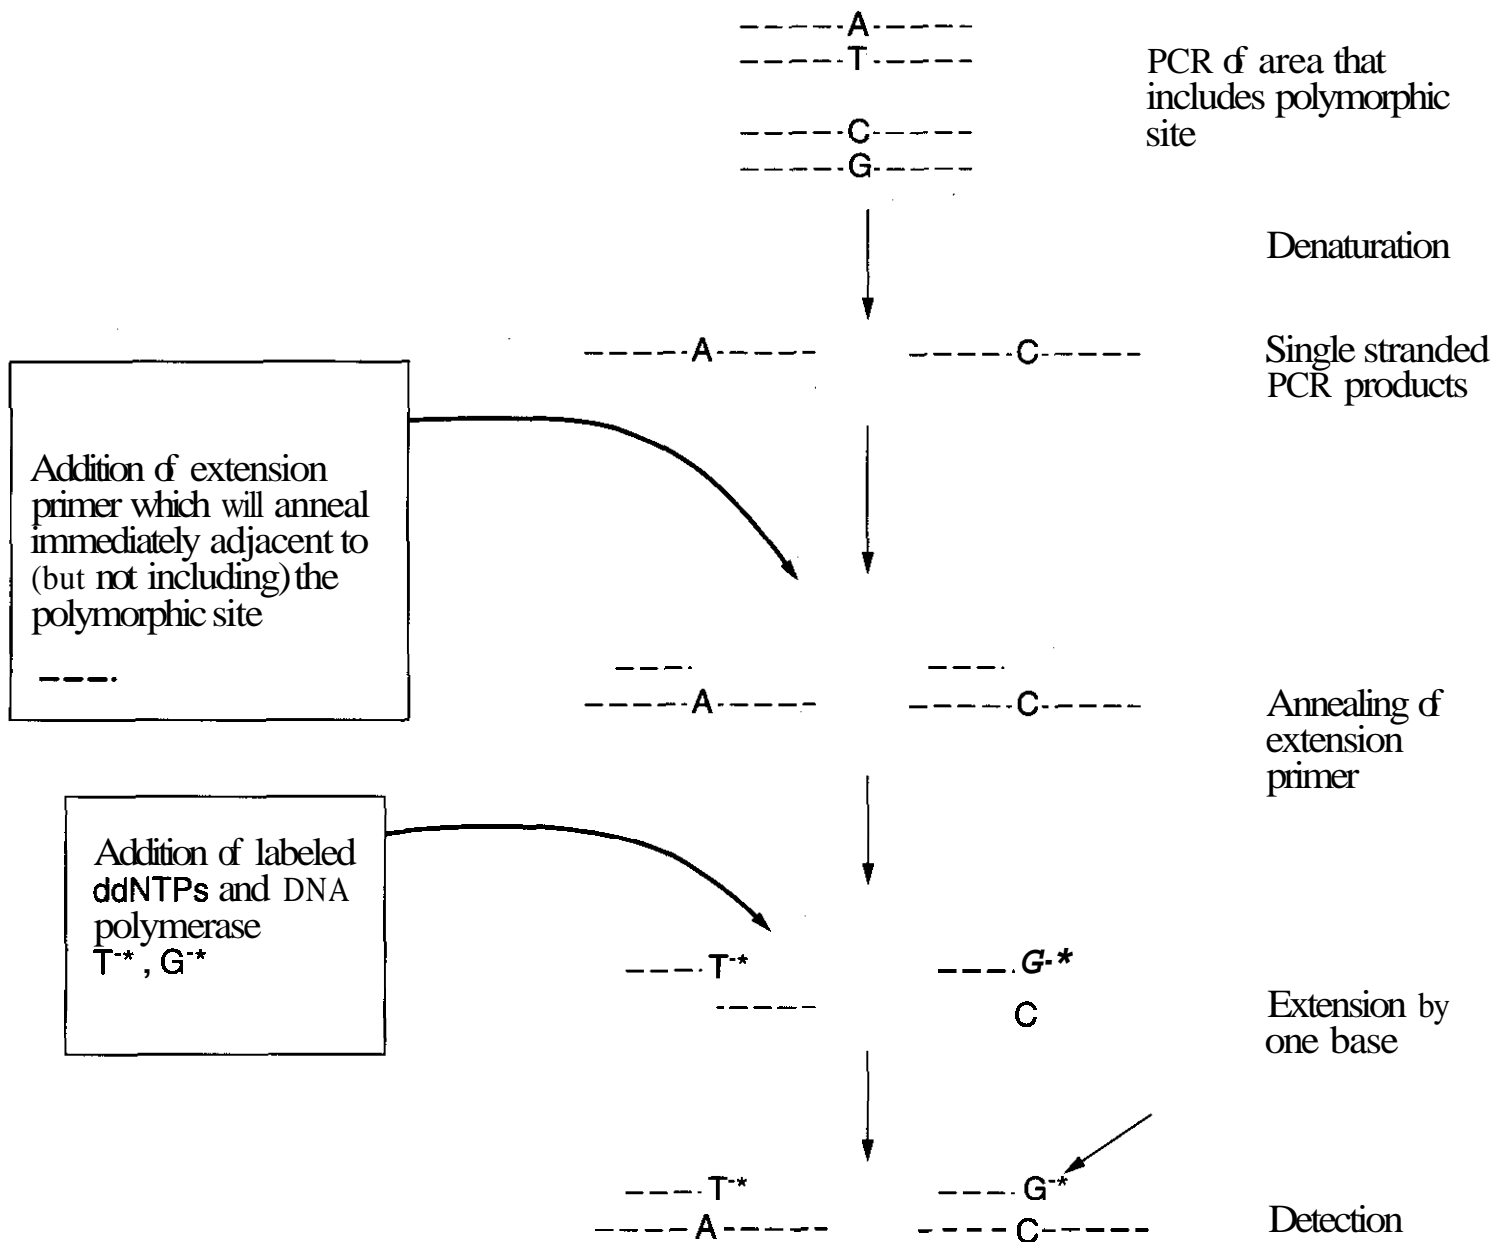 -----A-----
-----T-----
PCR of area that
includes polymorphic
site
-----C-----
-----G-----
Denaturation
-----A-----
-----C-----
Single stranded
PCR products
Addition of extension
primer which will anneal
immediately adjacent to
(but not including) the
polymorphic site
----
----
----
-----A-----
-----C-----
Annealing of
extension
primer
Addition of labeled
ddNTPs and DNA
polymerase
T-*, G-*
----T-*
----G-*
-----
C
Extension by
one base
----T-*
----G-*
-----A-----
-----C-----
Detection